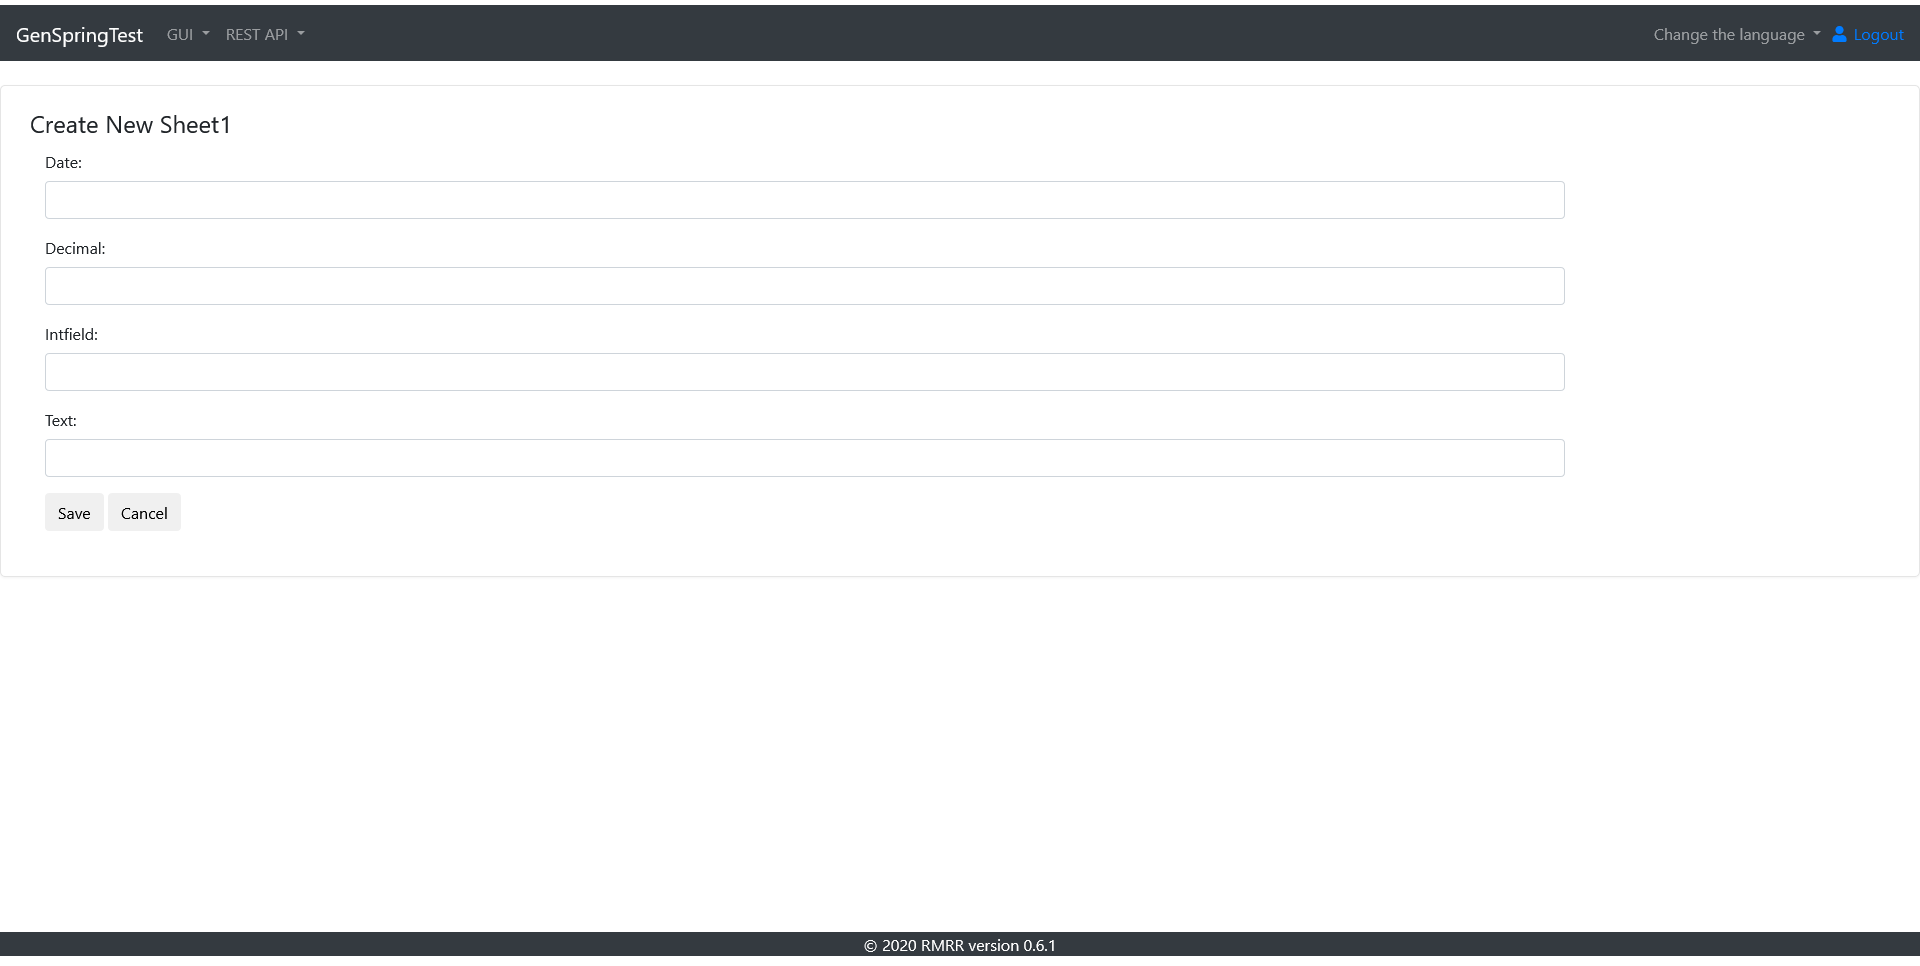 GenSpringTest GUI REST API Change the language Logout
Create New Sheet1
Date:
Decimal:
Intfield:
Text:
Save Cancel
© 2020 RMRR version 0.6.1